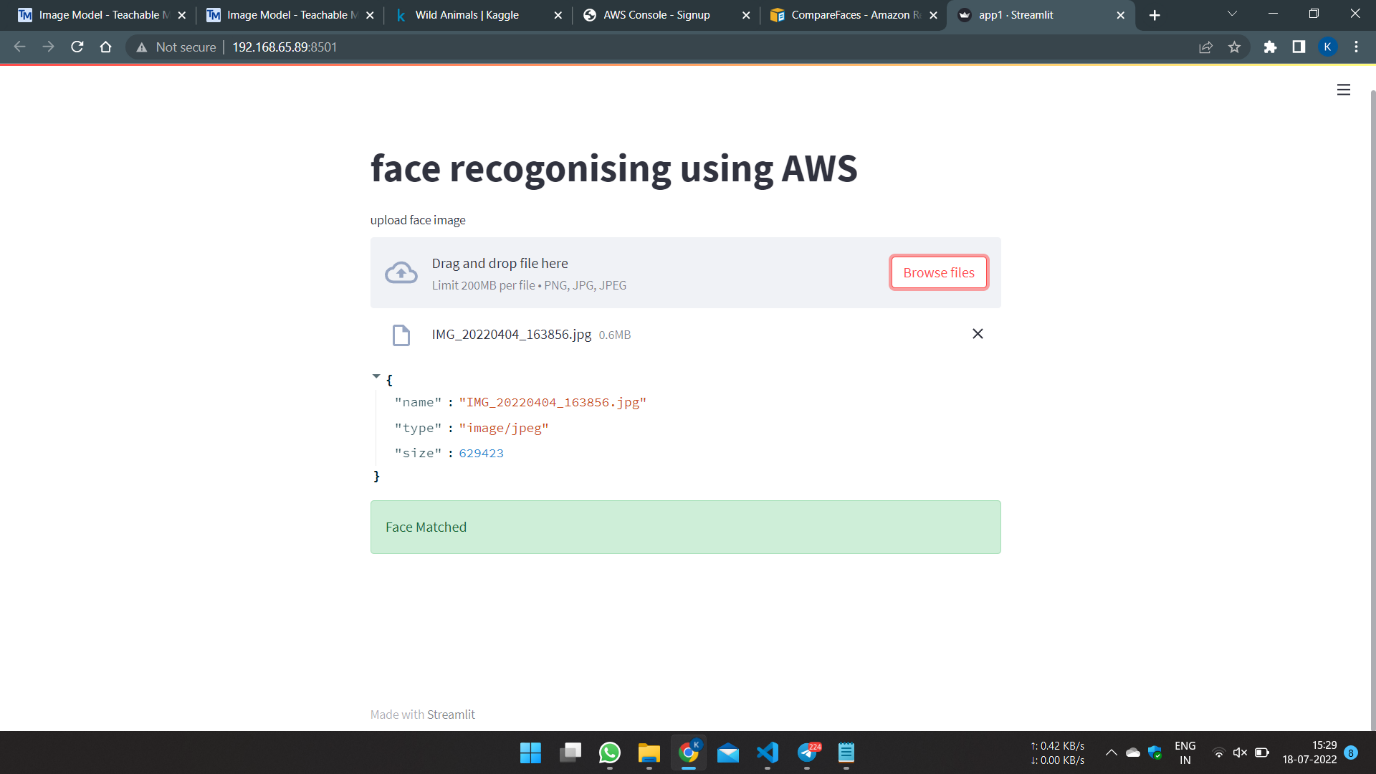 Image Model - Teachable M
Image Model - Teachable M
Wild Animals | Kaggle
AWS Console - Signup
CompareFaces - Amazon Re
app1 · Streamlit
Not secure | 192.168.65.89:8501
K
face recogonising using AWS
upload face image
Drag and drop file here
Limit 200MB per file • PNG, JPG, JPEG
Browse files
IMG_20220404_163856.jpg 0.6MB
{
"name" : "IMG_20220404_163856.jpg"
"type" : "image/jpeg"
"size" : 629423
}
Face Matched
Made with Streamlit
K
224
↑: 0.42 KB/s
↓: 0.00 KB/s
ENG
IN
15:29
18-07-2022
8